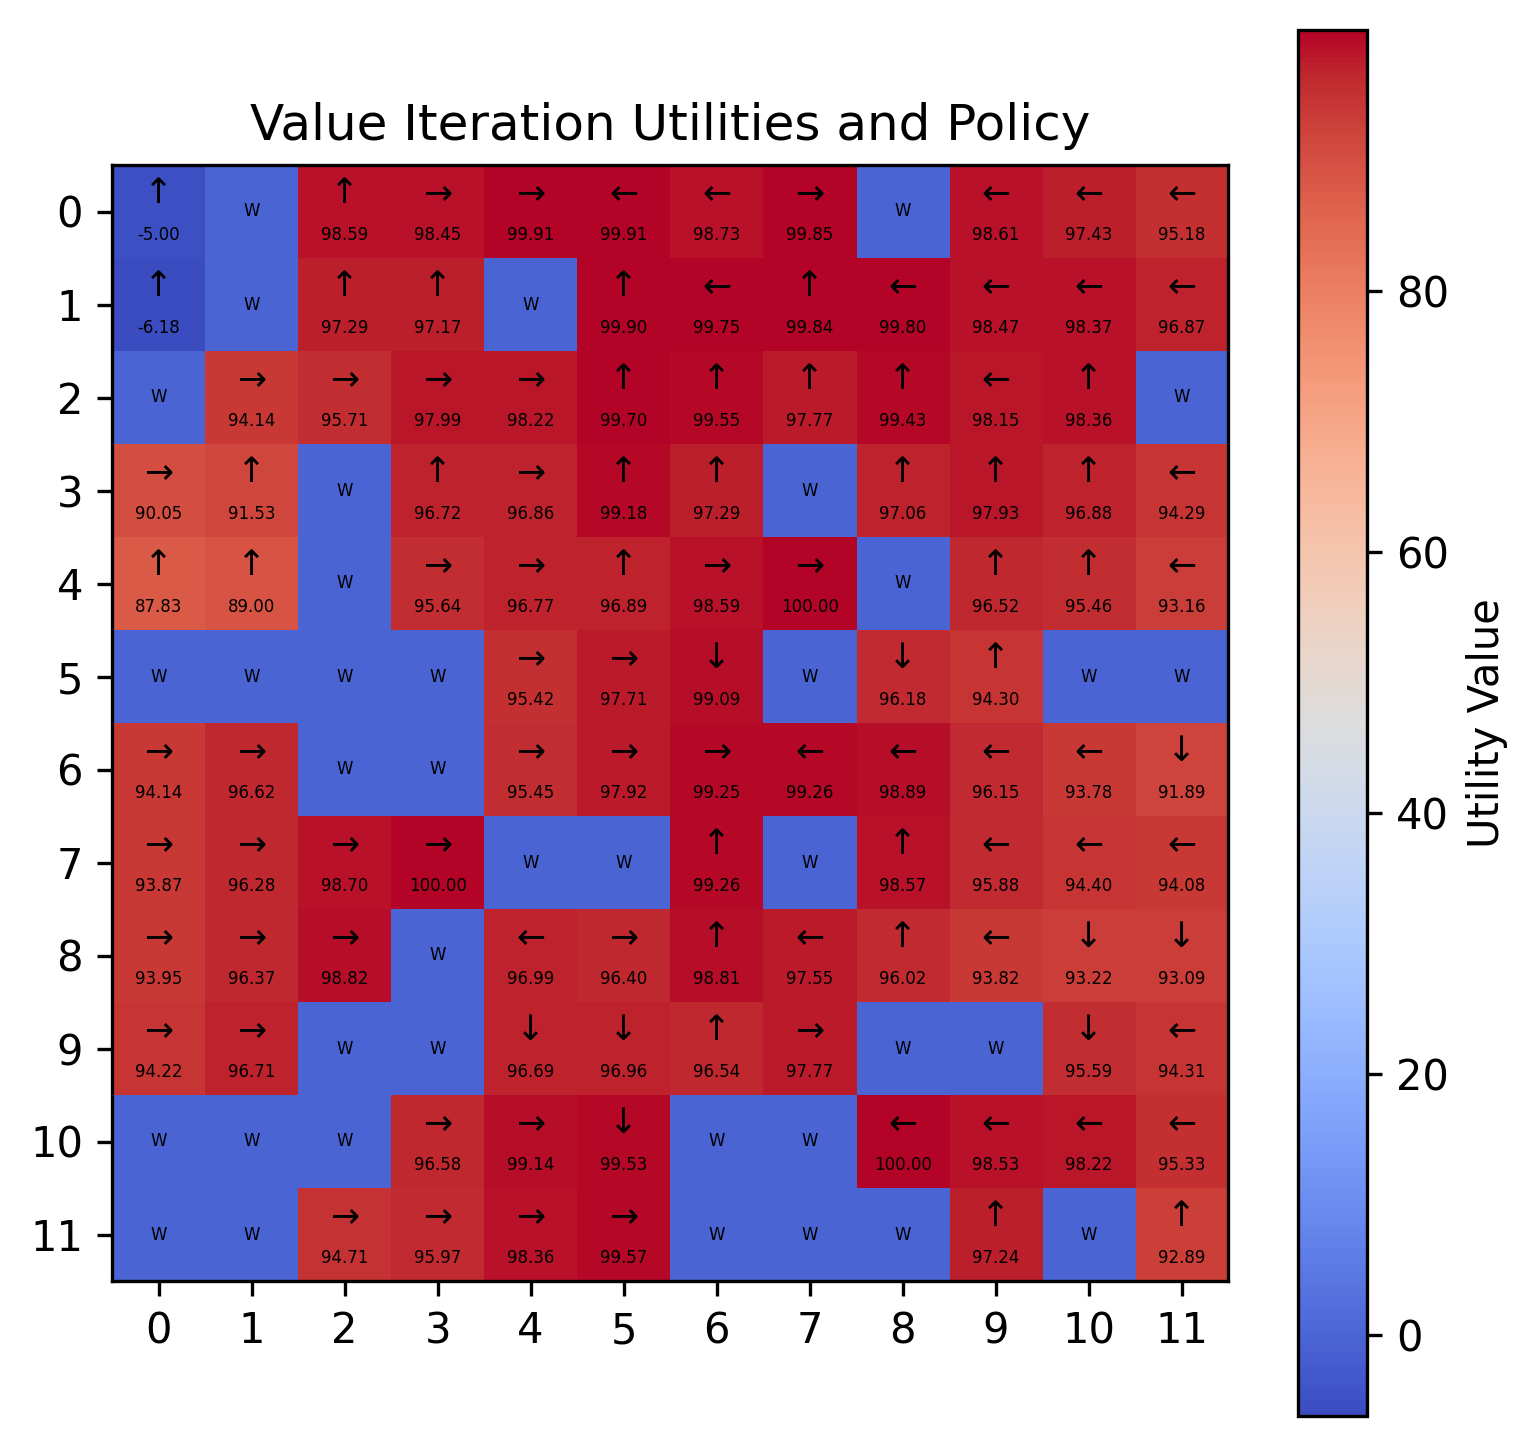 Value Iteration Utilities and Policy
0 ↑ W ↑ → → ← ← → W ← ← ←
-5.00 98.59 98.45 99.91 99.91 98.73 99.85 98.61 97.43 95.18
1 ↑ W ↑ ↑ W ↑ ← ↑ ← ← ← ←
-6.18 97.29 97.17 99.90 99.75 99.84 99.80 98.47 98.37 96.87
2 W → → → → ↑ ↑ ↑ ↑ ← ↑ W
94.14 95.71 97.99 98.22 99.70 99.55 97.77 99.43 98.15 98.36
3 → ↑ W ↑ → ↑ ↑ W ↑ ↑ ↑ ←
90.05 91.53 96.72 96.86 99.18 97.29 97.06 97.93 96.88 94.29
4 ↑ ↑ W → → ↑ → → W ↑ ↑ ←
87.83 89.00 95.64 96.77 96.89 98.59 100.00 96.52 95.46 93.16
5 W W W W → → ↓ W ↓ ↑ W W
95.42 97.71 99.09 96.18 94.30
6 → → W W → → → ← ← ← ← ↓
94.14 96.62 95.45 97.92 99.25 99.26 98.89 96.15 93.78 91.89
7 → → → → W W ↑ W ↑ ← ← ←
93.87 96.28 98.70 100.00 99.26 98.57 95.88 94.40 94.08
8 → → → W ← → ↑ ← ↑ ← ↓ ↓
93.95 96.37 98.82 96.99 96.40 98.81 97.55 96.02 93.82 93.22 93.09
9 → → W W ↓ ↓ ↑ → W W ↓ ←
94.22 96.71 96.69 96.96 96.54 97.77 95.59 94.31
10 W W W → → ↓ W W ← ← ← ←
96.58 99.14 99.53 100.00 98.53 98.22 95.33
11 W W → → → → W W W ↑ W ↑
94.71 95.97 98.36 99.57 97.24 92.89
0 1 2 3 4 5 6 7 8 9 10 11
80
60
40
20
0
Utility Value